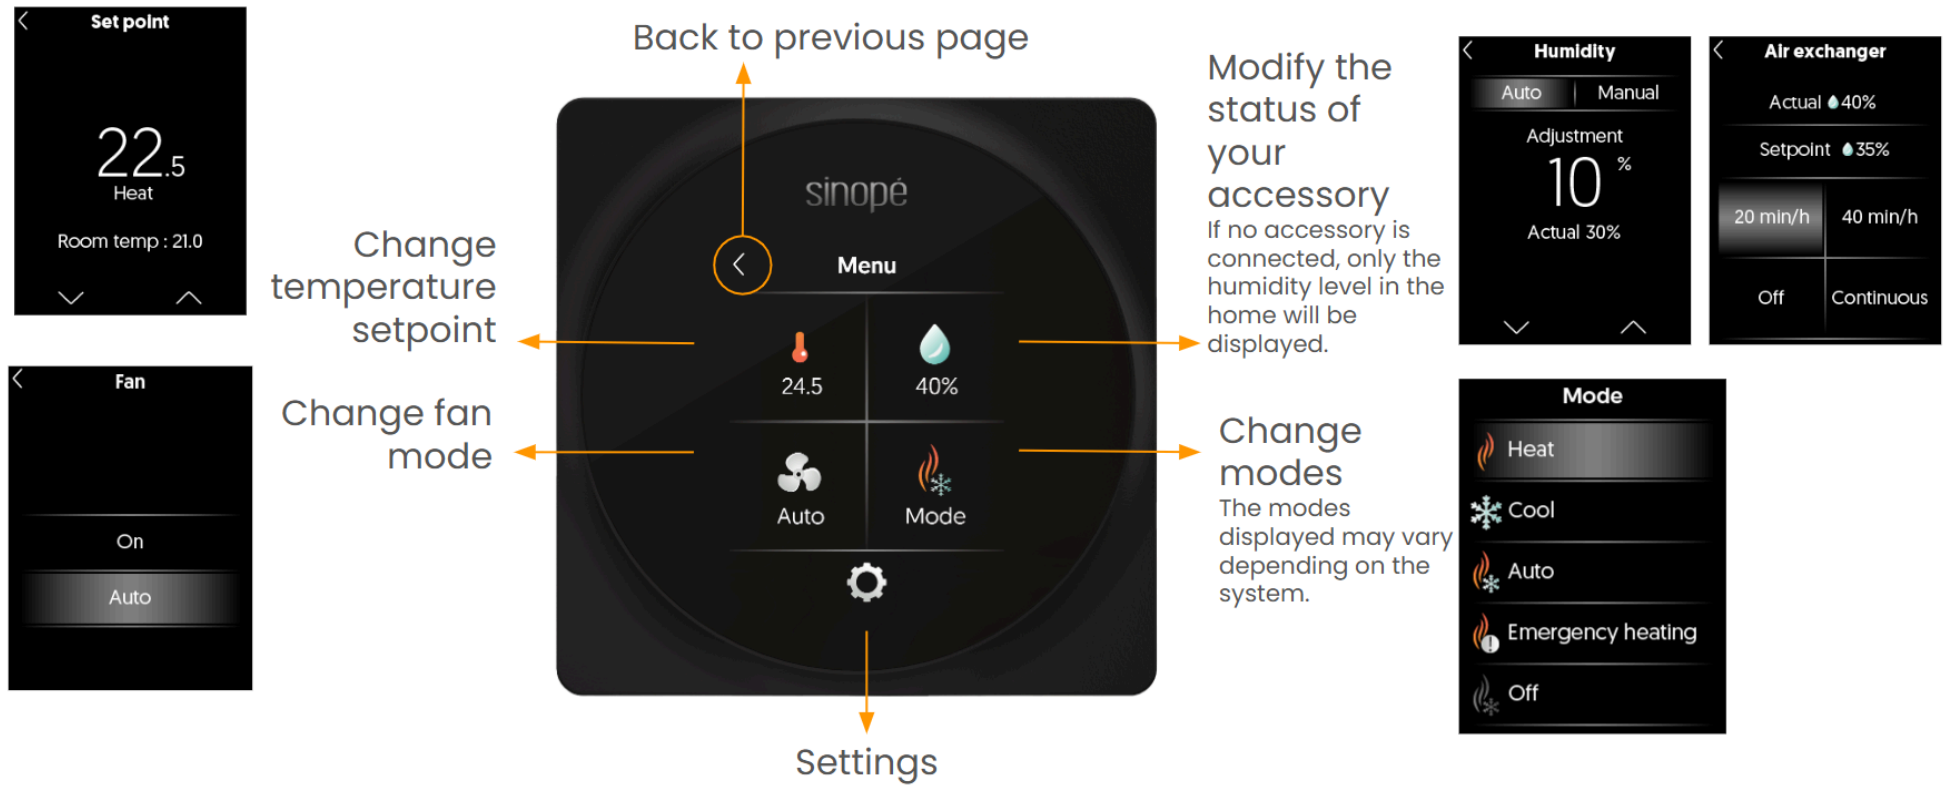 Set point
22.5
Heat
Room temp : 21.0
Fan
On
Auto
Change
temperature
setpoint
Change fan
mode
Back to previous page
sinopé
Menu
24.5
40%
Auto
Mode
Settings
Modify the
status of
your
accessory
If no accessory is
connected, only the
humidity level in the
home will be
displayed.
Change
modes
The modes
displayed may vary
depending on the
system.
Humidity
Auto
Manual
Adjustment
10 %
Actual 30%
Air exchanger
Actual 40%
Setpoint 35%
20 min/h
40 min/h
Off
Continuous
Mode
Heat
Cool
Auto
Emergency heating
Off